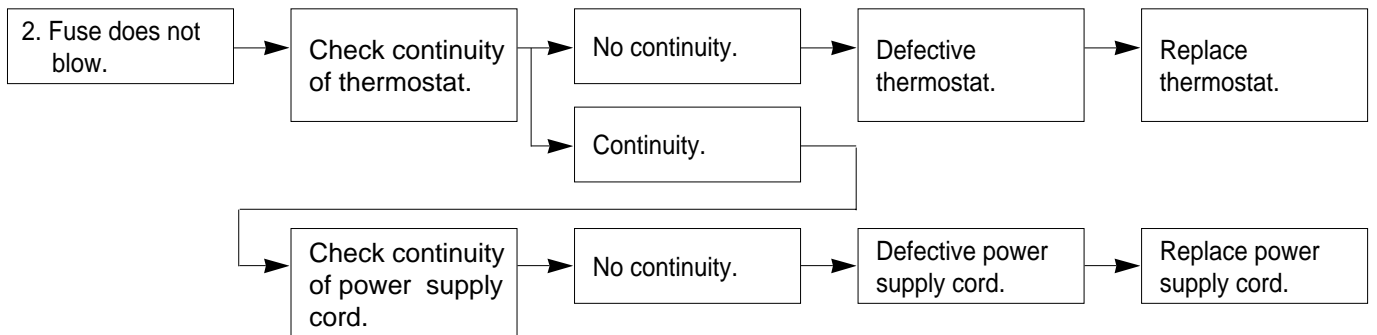 2. Fuse does not
blow.
Check continuity
of thermostat.
No continuity.
Defective
thermostat.
Replace
thermostat.
Continuity.
Check continuity
of power supply
cord.
No continuity.
Defective power
supply cord.
Replace power
supply cord.